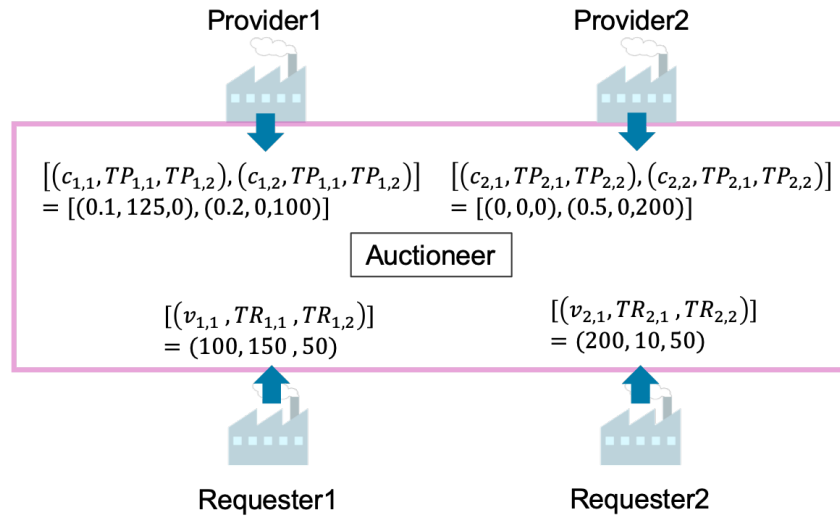 Provider1
Provider2
[(c₁,₁, TP₁,₁, TP₁,₂), (c₁,₂, TP₁,₁, TP₁,₂)]
= [(0.1, 125,0), (0.2, 0,100)]
[(c₂,₁, TP₂,₁, TP₂,₂), (c₂,₂, TP₂,₁, TP₂,₂)]
= [(0,0,0), (0.5, 0,200)]
Auctioneer
[(v₁,₁ , TR₁,₁ , TR₁,₂)]
= (100, 150 , 50)
[(v₂,₁, TR₂,₁ , TR₂,₂)]
= (200, 10, 50)
Requester1
Requester2